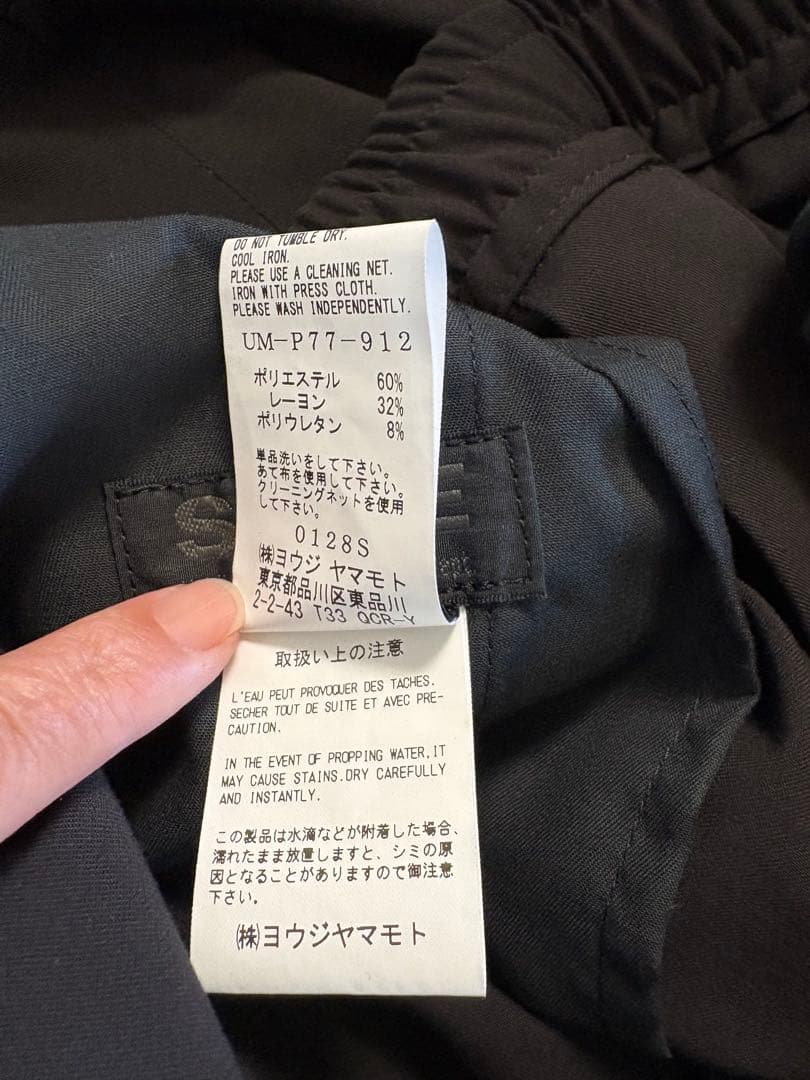 DO NOT TUMBLE DRY.
COOL IRON.
PLEASE USE A CLEANING NET.
IRON WITH PRESS CLOTH.
PLEASE WASH INDEPENDENTLY.
UM-P77-912
ポリエステル 60%
レーヨン 32%
ポリウレタン 8%
単品洗いをして下さい。
あて布を使用して下さい。
クリーニングネットを使用
して下さい。
0128S
㈱ヨウジ ヤマモト
東京都品川区東品川
2-2-43 T33 QCR-Y
取扱い上の注意
L'EAU PEUT PROVOQUER DES TACHES.
SECHER TOUT DE SUITE ET AVEC PRE-
CAUTION.
IN THE EVENT OF PROPPING WATER,IT
MAY CAUSE STAINS.DRY CAREFULLY
AND INSTANTLY.
この製品は水滴などが附着した場合、
濡れたまま放置しますと、シミの原
因となることがありますので御注意
下さい。
㈱ヨウジヤマモト